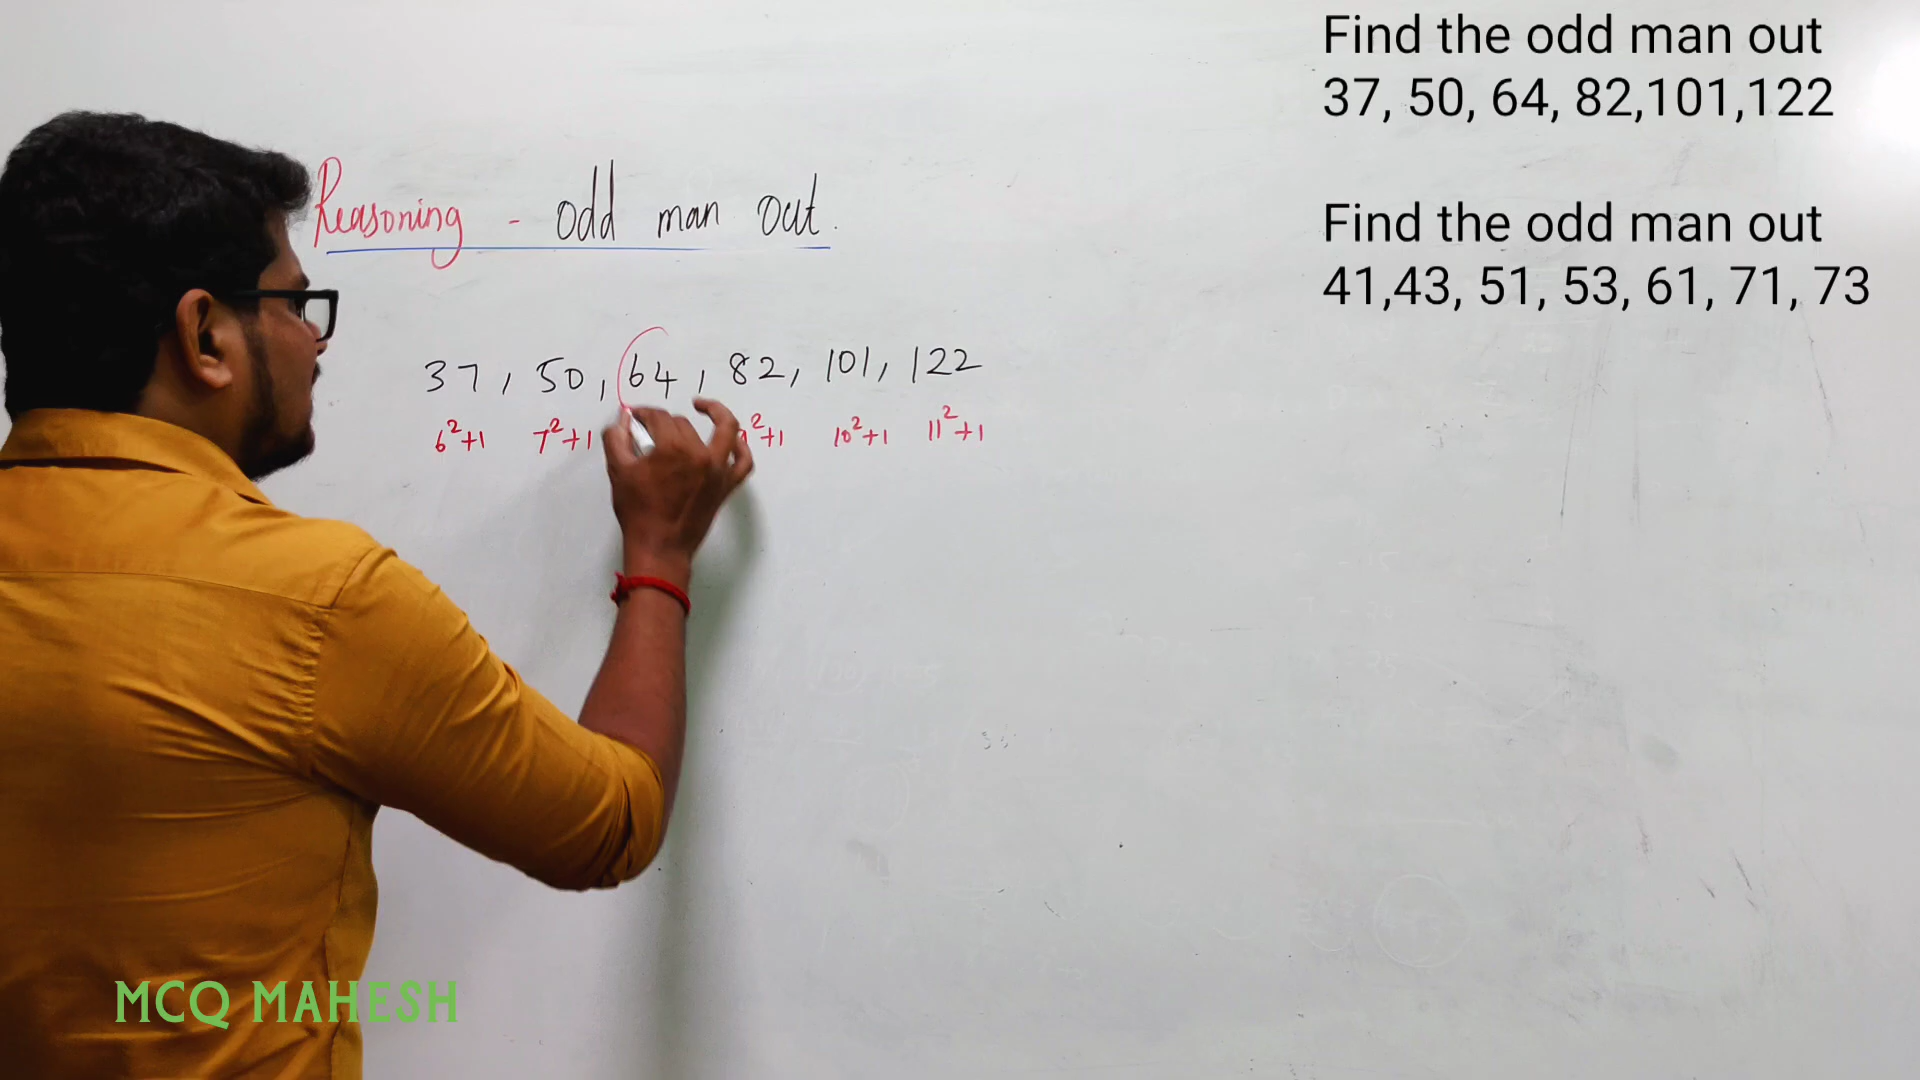 Find the odd man out
37, 50, 64, 82,101,122
Find the odd man out
41,43, 51, 53, 61, 71, 73
Reasoning - odd man out.
37, 50, 64, 82, 101, 122
6²+1 7²+1 9²+1 10²+1 11²+1
MCQ MAHESH